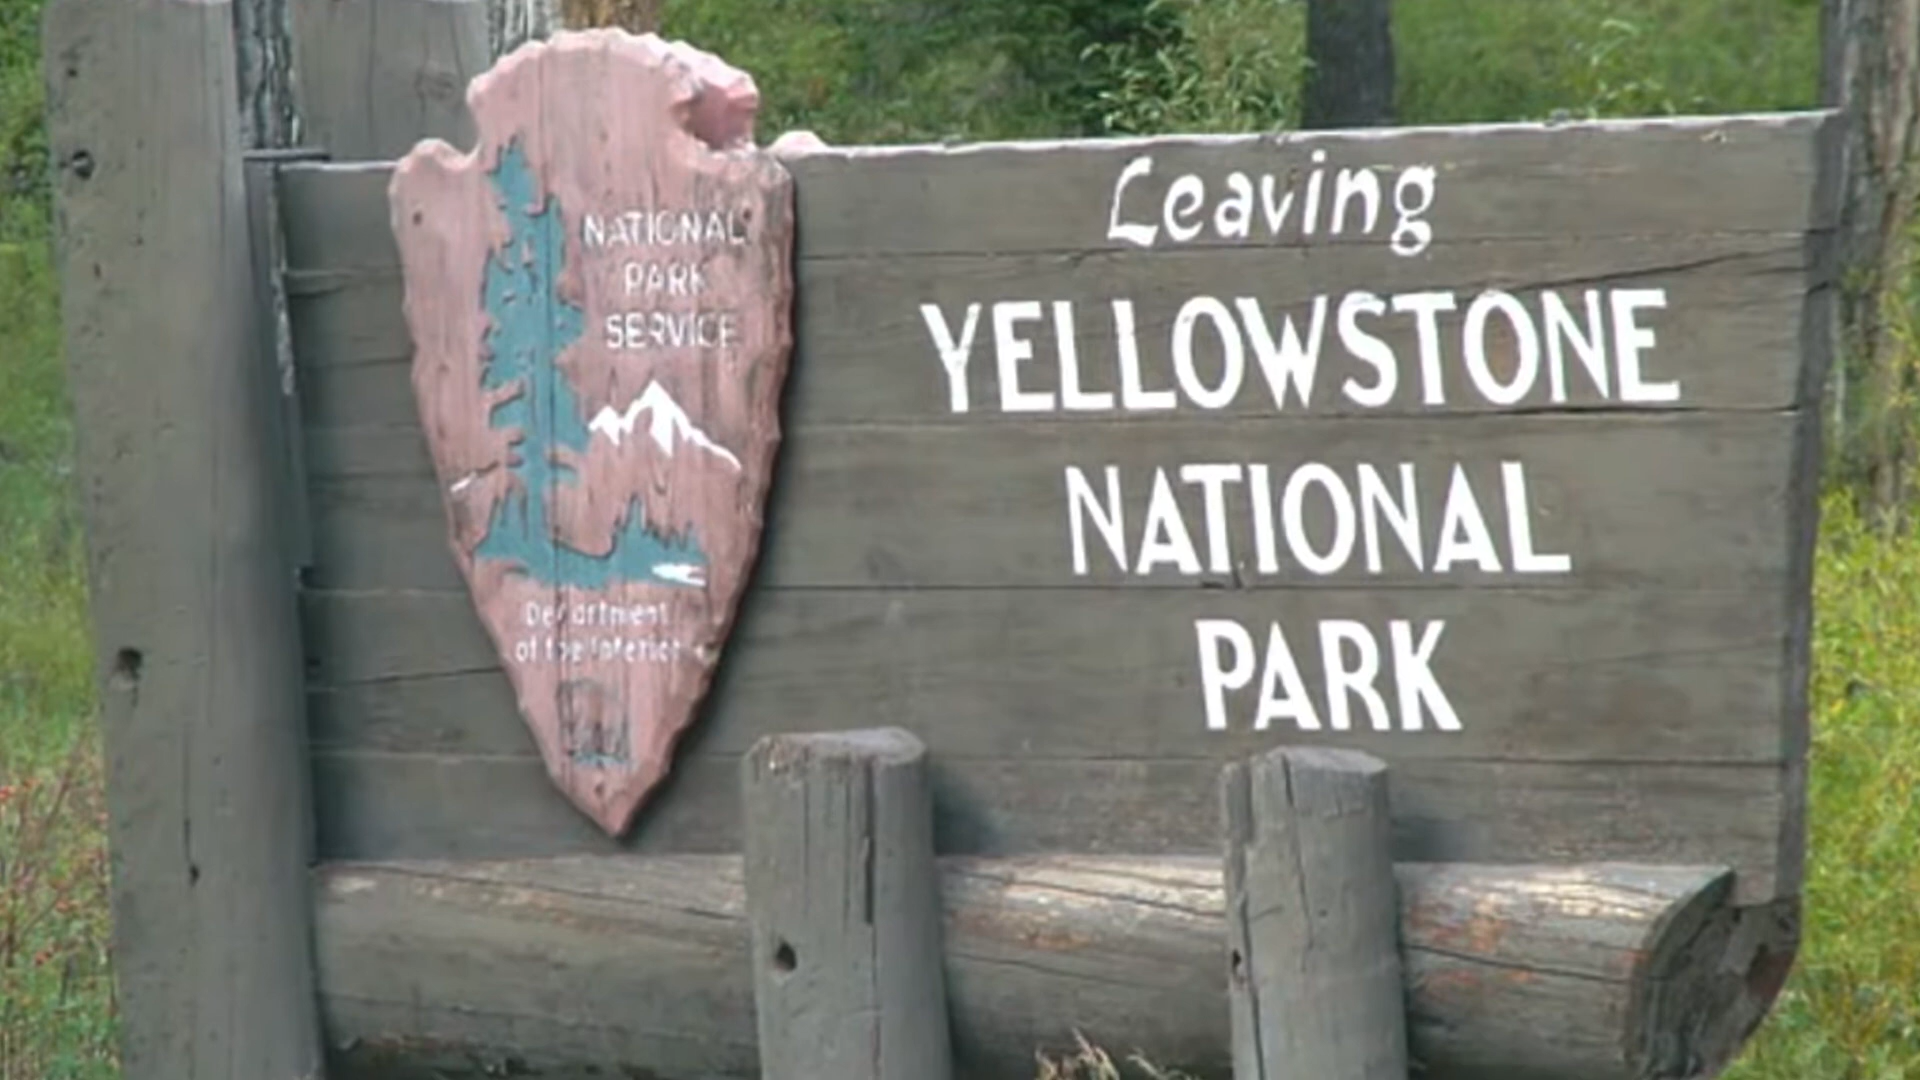 NATIONAL
PARK
SERVICE
Department
of the Interior
Leaving
YELLOWSTONE
NATIONAL
PARK